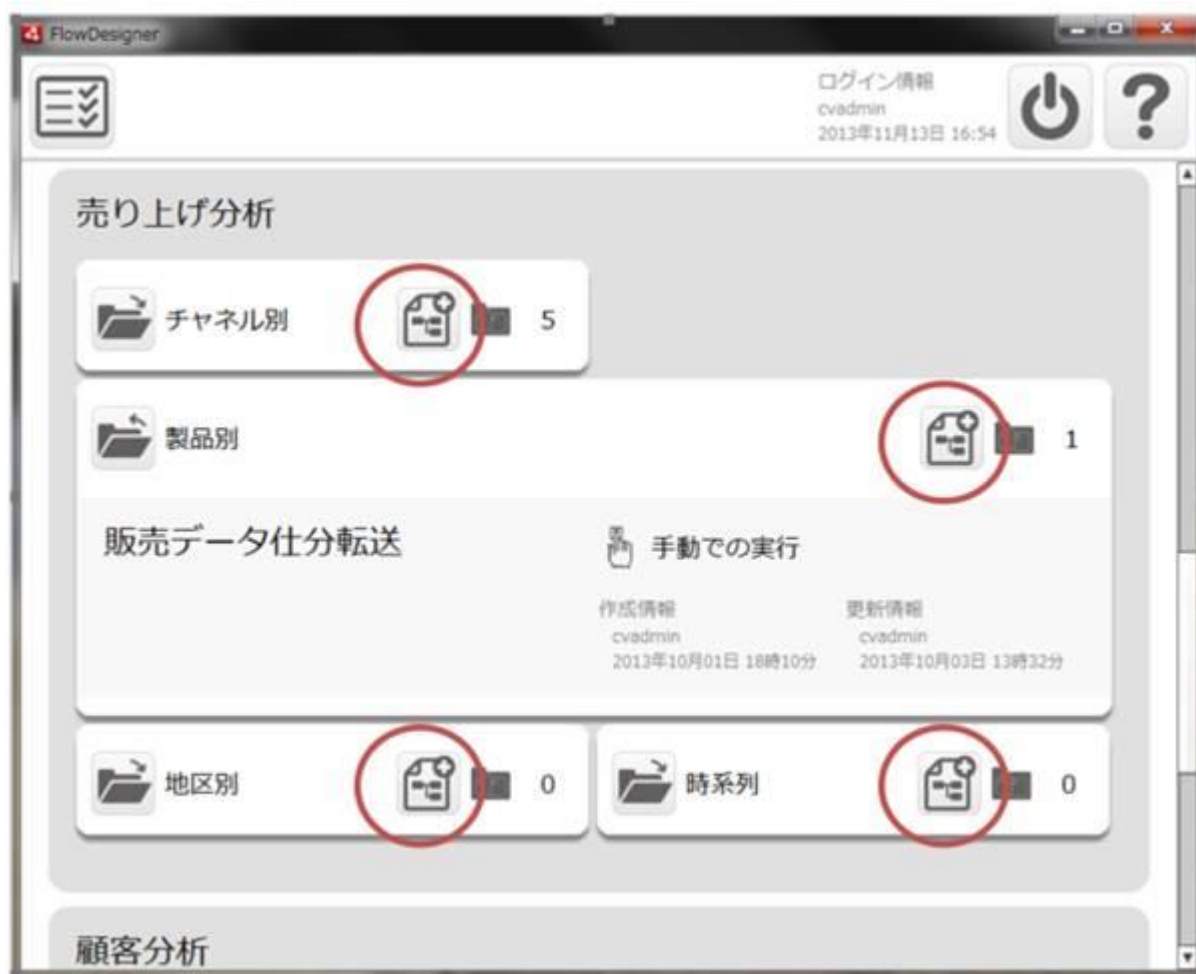 FlowDesigner
ログイン情報
cvadmin
2013年11月13日 16:54
?
売り上げ分析
チャネル別 5
製品別 1
販売データ仕分転送
手動での実行
作成情報 更新情報
cvadmin cvadmin
2013年10月01日 18時10分 2013年10月03日 13時32分
地区別 0 時系列 0
顧客分析